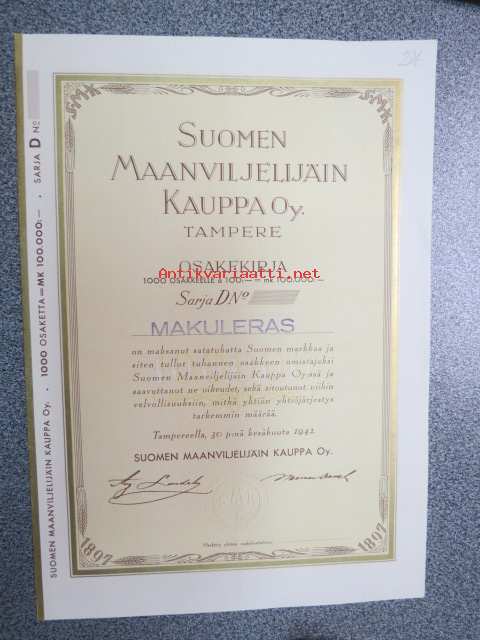 24
SMK SMK
SUOMEN
MAANVILJELIJÄIN
KAUPPA OY.
TAMPERE
OSAKEKIRJA
1000 OSAKKEELLE à 100:— = MK 100.000:—
Antikvariaatti.net
Sarja D No
MAKULERAS
on maksanut satatuhatta Suomen markkaa ja
siten tullut tuhannen osakkeen omistajaksi
Suomen Maanviljelijäin Kauppa Oy:ssä ja
saavuttanut ne oikeudet, sekä sitoutunut niihin
velvollisuuksiin, mitkä yhtiön yhtiöjärjestys
tarkemmin määrää.
Tampereella, 30 p:nä kesäkuuta 1942
SUOMEN MAANVILJELIJÄIN KAUPPA OY.
SMK
1897 1897
SUOMEN MAANVILJELIJÄIN KAUPPA OY. • 1000 OSAKETTA = MK 100.000:— • SARJA D No